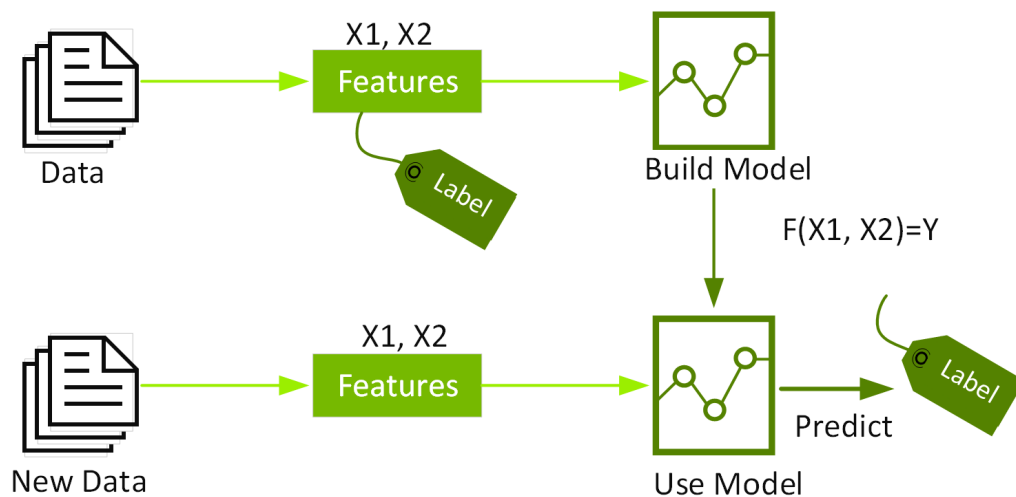 X1, X2
Features
Data
Label
Build Model
F(X1, X2)=Y
X1, X2
Features
Label
Predict
New Data
Use Model